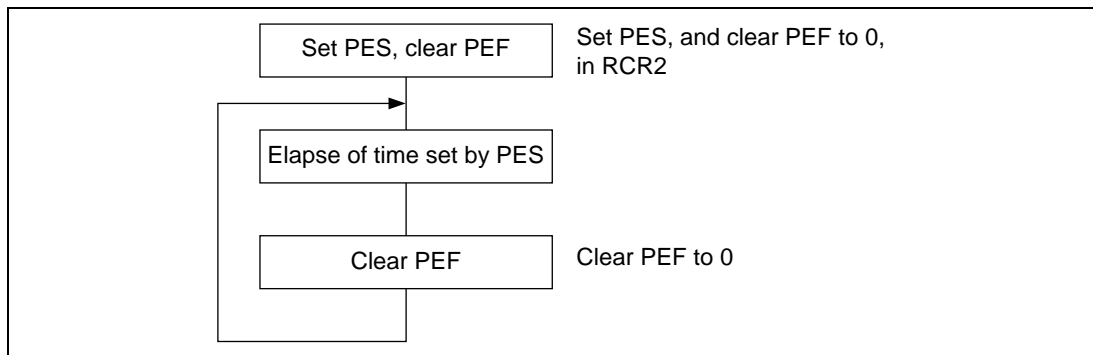 Set PES, clear PEF
Set PES, and clear PEF to 0,
in RCR2
Elapse of time set by PES
Clear PEF
Clear PEF to 0